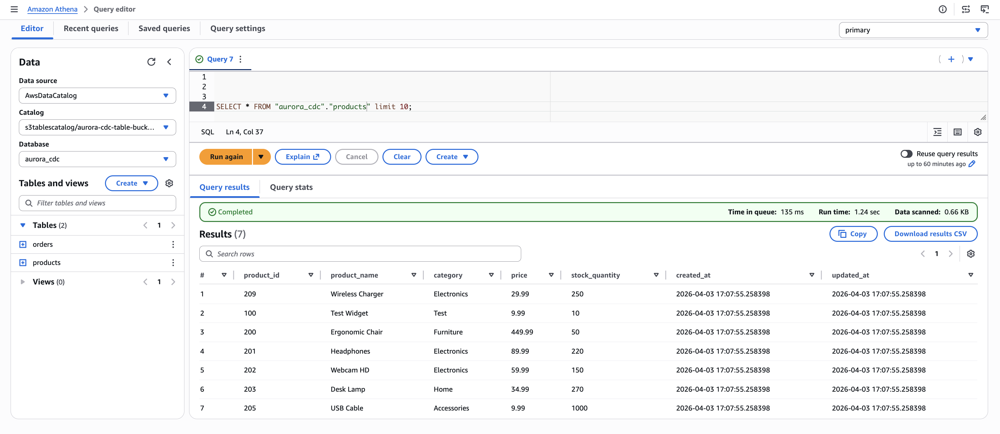 Amazon Athena > Query editor
Editor Recent queries Saved queries Query settings
primary
Data
Data source
AwsDataCatalog
Catalog
s3tablescatalog/aurora-cdc-table-buck...
Database
aurora_cdc
Tables and views Create
Filter tables and views
Tables (2) < 1 >
orders
products
Views (0) < 1 >
Query 7
( + )
1
2
3
4 SELECT * FROM "aurora_cdc"."products" limit 10;
SQL Ln 4, Col 37
Run again Explain Cancel Clear Create
Reuse query results
up to 60 minutes ago
Query results Query stats
Completed Time in queue: 135 ms Run time: 1.24 sec Data scanned: 0.66 KB
Results (7) Copy Download results CSV
Search rows < 1 >
# product_id product_name category price stock_quantity created_at updated_at
1 209 Wireless Charger Electronics 29.99 250 2026-04-03 17:07:55.258398 2026-04-03 17:07:55.258398
2 100 Test Widget Test 9.99 10 2026-04-03 17:07:55.258398 2026-04-03 17:07:55.258398
3 200 Ergonomic Chair Furniture 449.99 50 2026-04-03 17:07:55.258398 2026-04-03 17:07:55.258398
4 201 Headphones Electronics 89.99 220 2026-04-03 17:07:55.258398 2026-04-03 17:07:55.258398
5 202 Webcam HD Electronics 59.99 150 2026-04-03 17:07:55.258398 2026-04-03 17:07:55.258398
6 203 Desk Lamp Home 34.99 270 2026-04-03 17:07:55.258398 2026-04-03 17:07:55.258398
7 205 USB Cable Accessories 9.99 1000 2026-04-03 17:07:55.258398 2026-04-03 17:07:55.258398